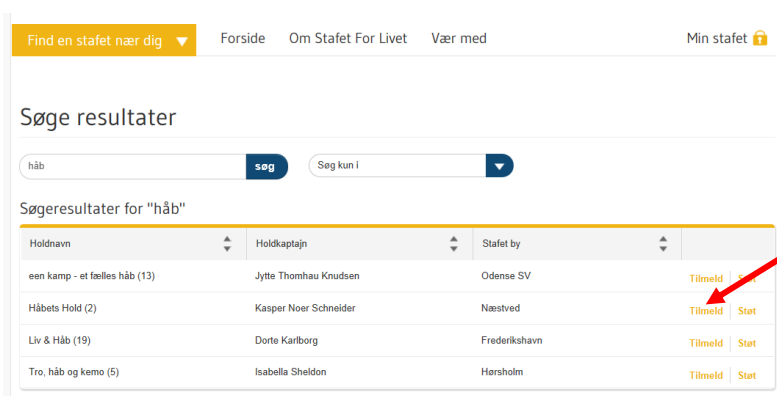 Find en stafet nær dig Forside Om Stafet For Livet Vær med Min stafet
Søge resultater
håb søg Søg kun i
Søgeresultater for "håb"
Holdnavn Holdkaptajn Stafet by
een kamp - et fælles håb (13) Jytte Thomhau Knudsen Odense SV Tilmeld Støt
Håbets Hold (2) Kasper Noer Schneider Næstved Tilmeld Støt
Liv & Håb (19) Dorte Karlborg Frederikshavn Tilmeld Støt
Tro, håb og kemo (5) Isabella Sheldon Hørsholm Tilmeld Støt